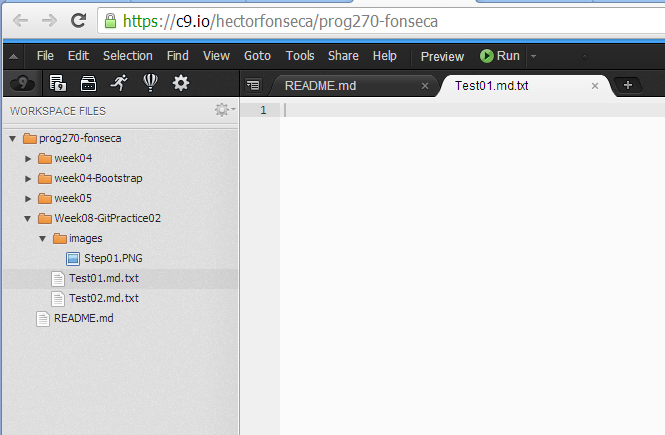 https://c9.io/hectorfonseca/prog270-fonseca
File Edit Selection Find View Goto Tools Share Help Preview Run
9 README.md × Test01.md.txt × +
WORKSPACE FILES
1
prog270-fonseca
week04
week04-Bootstrap
week05
Week08-GitPractice02
images
Step01.PNG
Test01.md.txt
Test02.md.txt
README.md